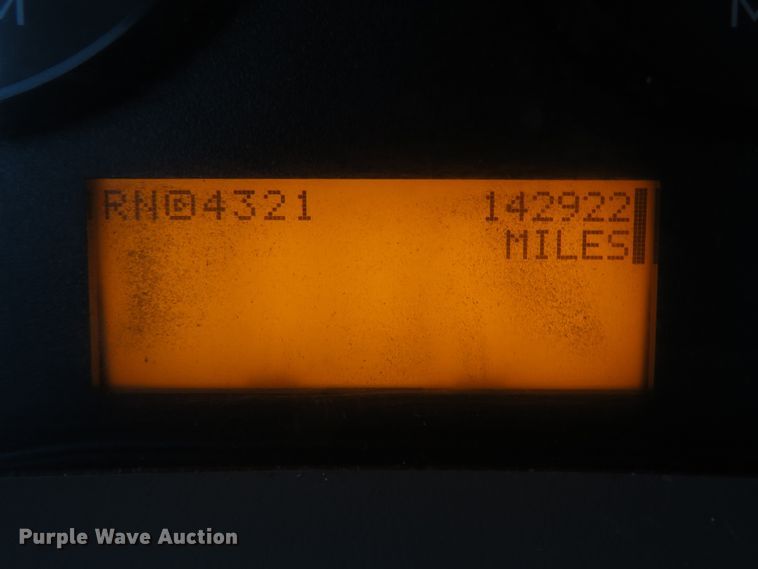 RN◎4321 142922
MILES
Purple Wave Auction